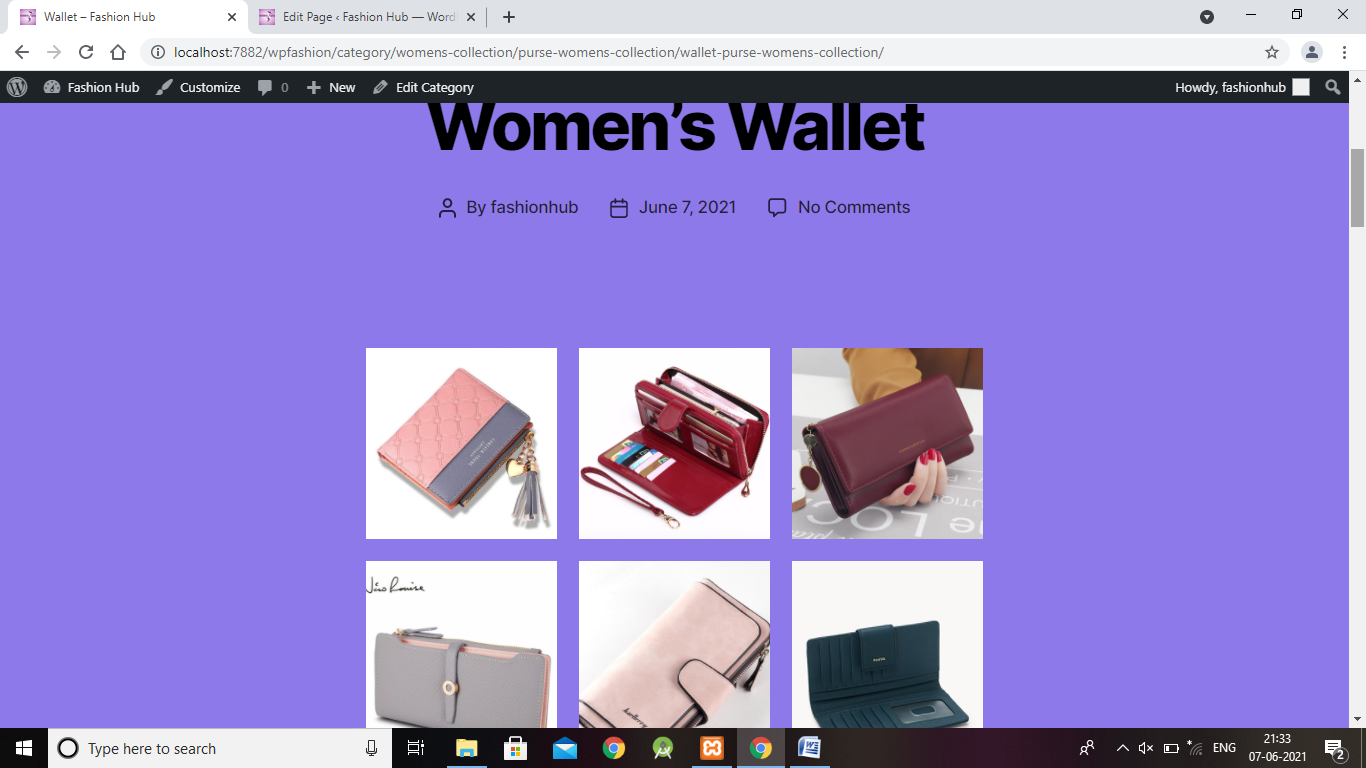 Wallet – Fashion Hub
Edit Page ‹ Fashion Hub — Word
localhost:7882/wpfashion/category/womens-collection/purse-womens-collection/wallet-purse-womens-collection/
Fashion Hub Customize 0 New Edit Category Howdy, fashionhub
Women's Wallet
By fashionhub June 7, 2021 No Comments
Type here to search
ENG
21:33
07-06-2021
2